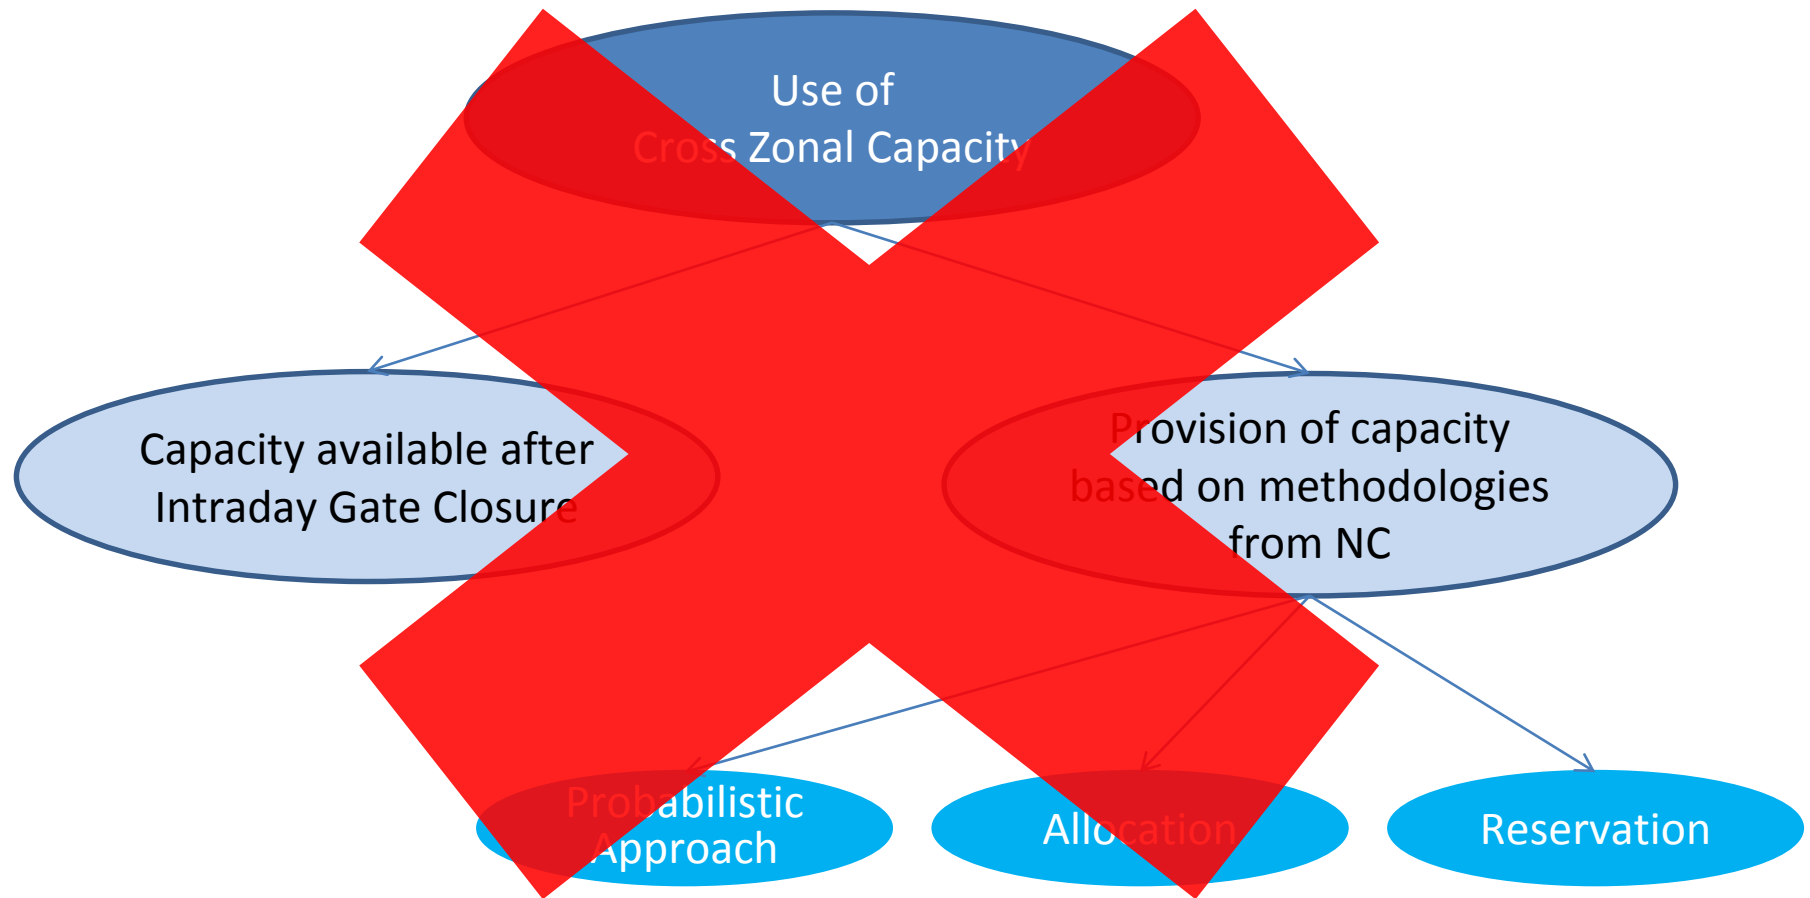 Use of
Cross Zonal Capacity
Capacity available after
Intraday Gate Closure
Provision of capacity
based on methodologies
from NC
Probabilistic
Approach
Allocation
Reservation